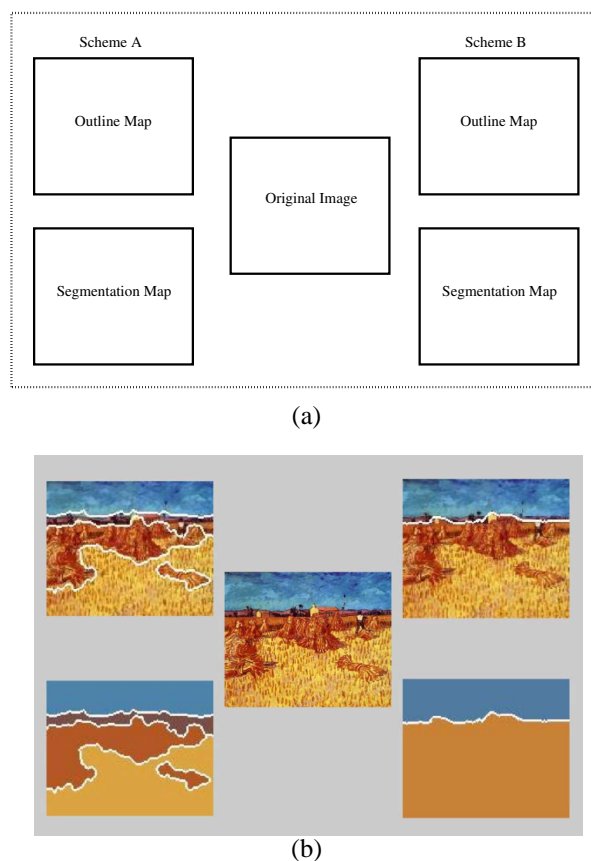 Scheme A
Scheme B
Outline Map
Outline Map
Original Image
Segmentation Map
Segmentation Map
(a)
(b)